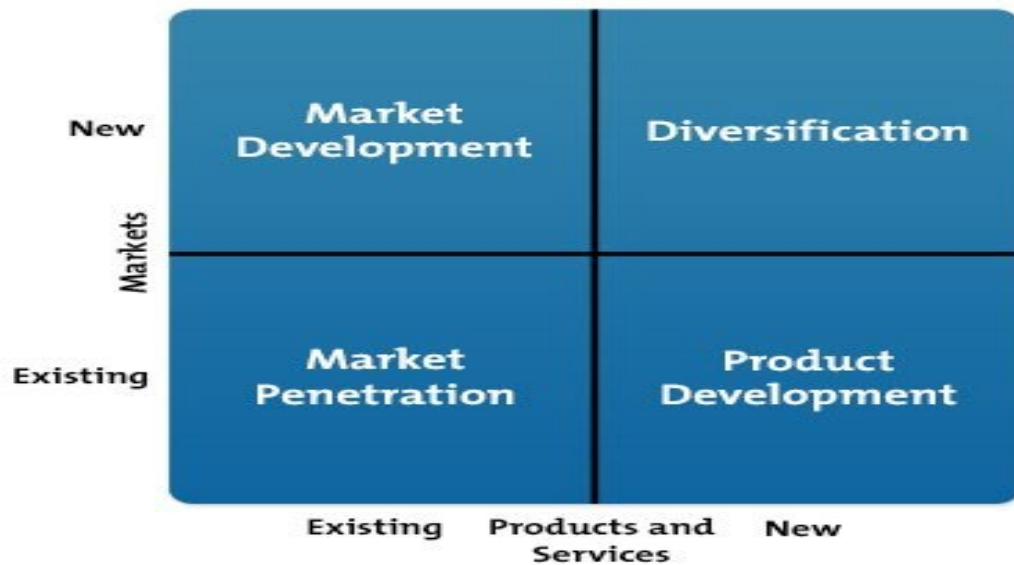 New
Market
Development
Diversification
Markets
Existing
Market
Penetration
Product
Development
Existing
Products and
Services
New